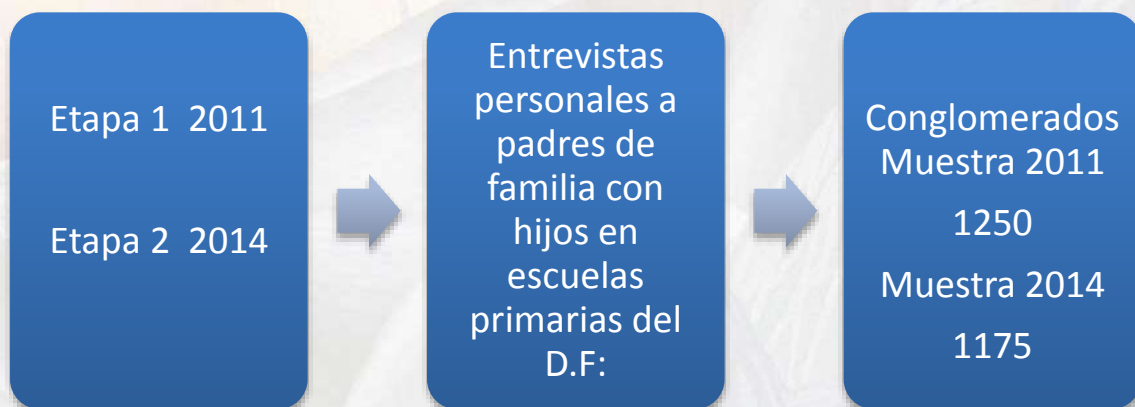 Etapa 1 2011
Etapa 2 2014
Entrevistas
personales a
padres de
familia con
hijos en
escuelas
primarias del
D.F:
Conglomerados
Muestra 2011
1250
Muestra 2014
1175